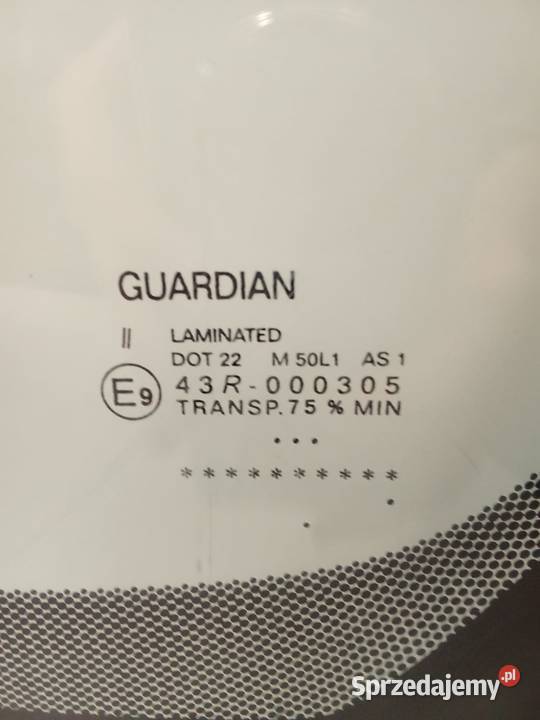 GUARDIAN
II LAMINATED
DOT 22 M 50L1 AS 1
E9 43R-000305
TRANSP. 75 % MIN
...
**********
Sprzedajemy.pl